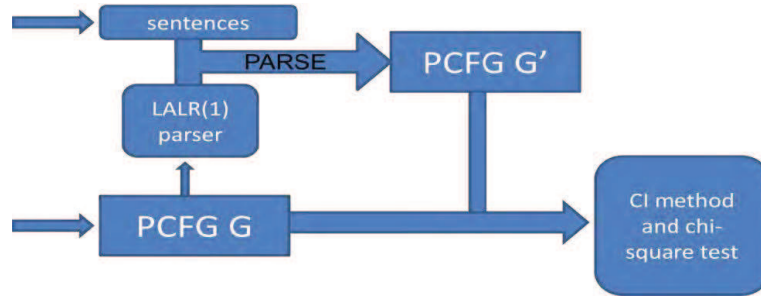 sentences
PARSE
PCFG G'
LALR(1)
parser
PCFG G
CI method
and chi-
square test